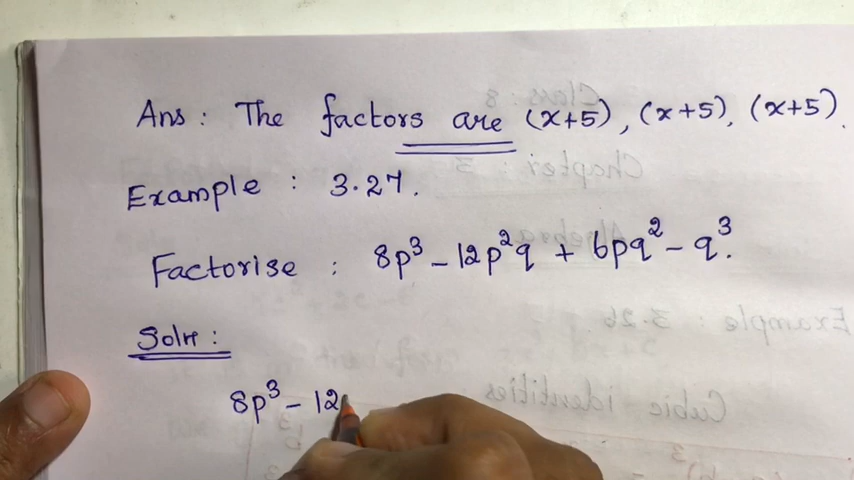 Ans : The factors are (x+5), (x+5), (x+5).
Example : 3.27.
Factorise : 8p³ - 12p²q + 6pq² - q³.
Soln :
8p³ - 12